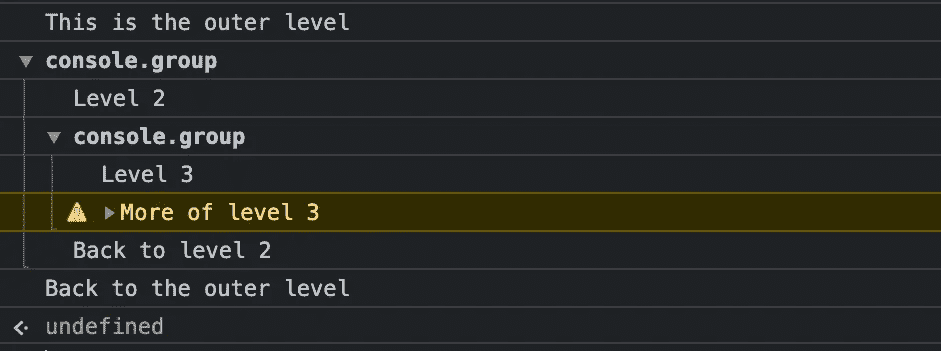 This is the outer level
console.group
Level 2
console.group
Level 3
More of level 3
Back to level 2
Back to the outer level
undefined